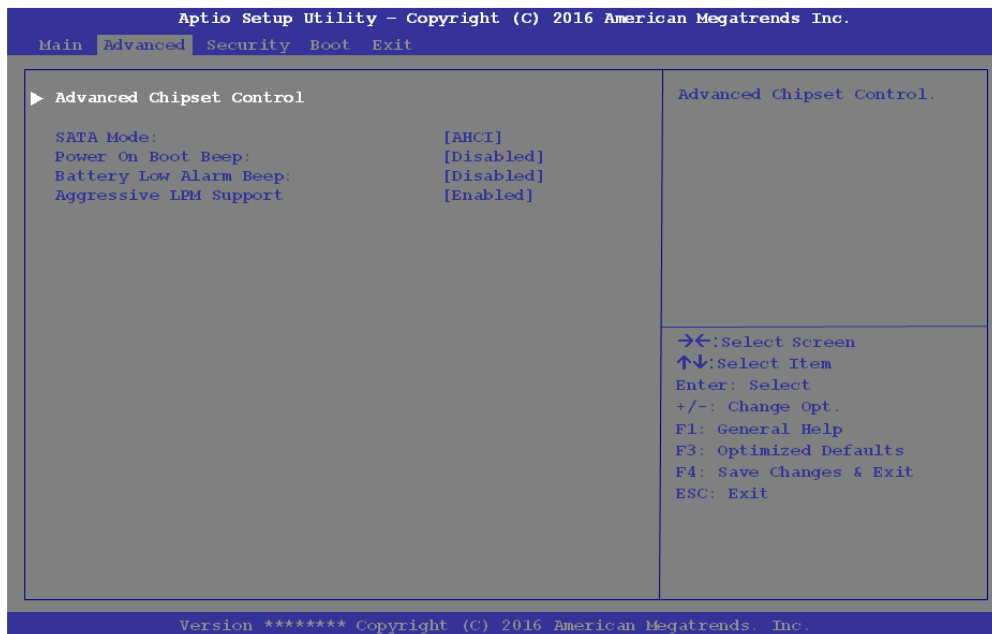 Aptio Setup Utility – Copyright (C) 2016 American Megatrends Inc.
Main Advanced Security Boot Exit
Advanced Chipset Control
SATA Mode: [AHCI]
Power On Boot Beep: [Disabled]
Battery Low Alarm Beep: [Disabled]
Aggressive LPM Support [Enabled]
Advanced Chipset Control.
→←:Select Screen
↑↓:Select Item
Enter: Select
+/-: Change Opt.
F1: General Help
F3: Optimized Defaults
F4: Save Changes & Exit
ESC: Exit
Version ******** Copyright (C) 2016 American Megatrends. Inc.